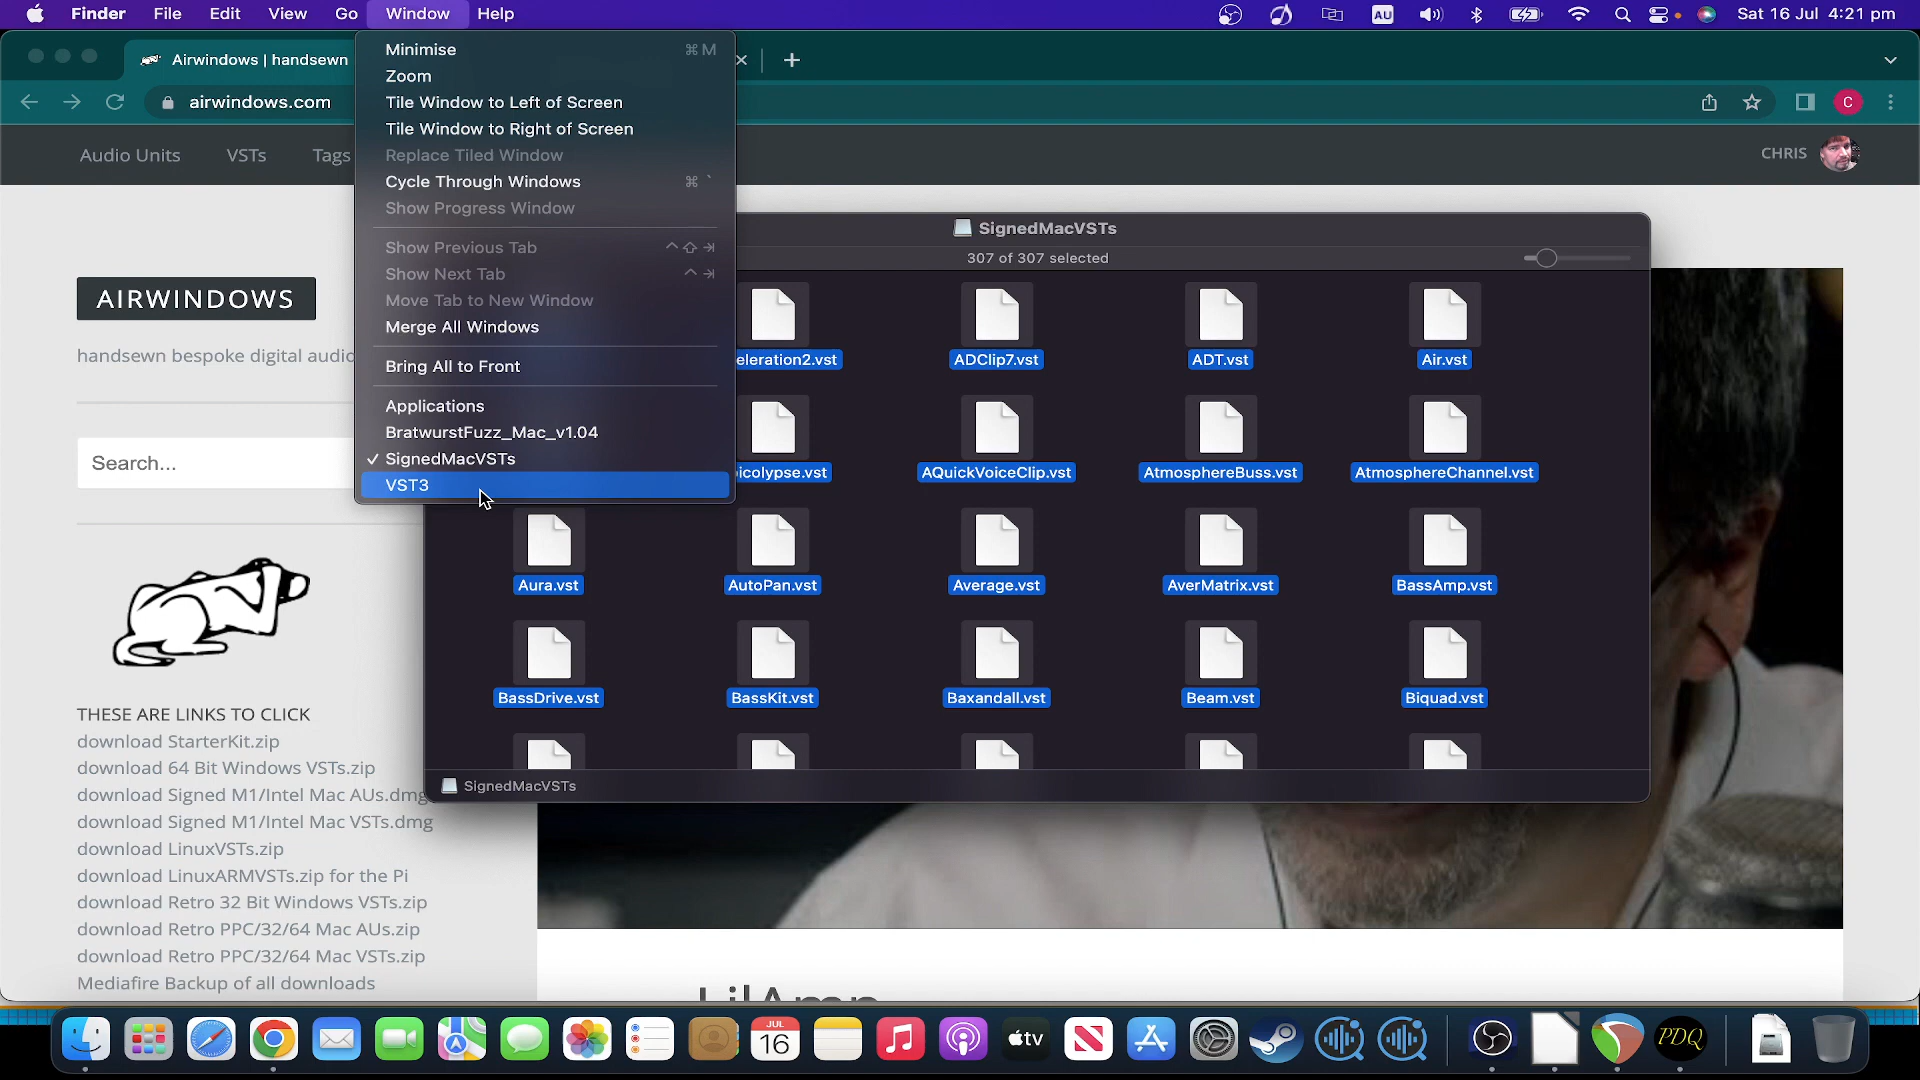 Finder File Edit View Go Window Help
AU
Sat 16 Jul 4:21 pm
Airwindows | handsewn
airwindows.com
C
Audio Units VSTs Tags
CHRIS
AIRWINDOWS
handsewn bespoke digital audio
Search...
THESE ARE LINKS TO CLICK
download StarterKit.zip
download 64 Bit Windows VSTs.zip
download Signed M1/Intel Mac AUs.dmg
download Signed M1/Intel Mac VSTs.dmg
download LinuxVSTs.zip
download LinuxARMVSTs.zip for the Pi
download Retro 32 Bit Windows VSTs.zip
download Retro PPC/32/64 Mac AUs.zip
download Retro PPC/32/64 Mac VSTs.zip
Mediafire Backup of all downloads
Minimise ⌘ M
Zoom
Tile Window to Left of Screen
Tile Window to Right of Screen
Replace Tiled Window
Cycle Through Windows ⌘ `
Show Progress Window
Show Previous Tab ^⇧⇥
Show Next Tab ^⇥
Move Tab to New Window
Merge All Windows
Bring All to Front
Applications
BratwurstFuzz_Mac_v1.04
✓ SignedMacVSTs
VST3
SignedMacVSTs
307 of 307 selected
eleration2.vst ADClip7.vst ADT.vst Air.vst
icolypse.vst AQuickVoiceClip.vst AtmosphereBuss.vst AtmosphereChannel.vst
Aura.vst AutoPan.vst Average.vst AverMatrix.vst BassAmp.vst
BassDrive.vst BassKit.vst Baxandall.vst Beam.vst Biquad.vst
SignedMacVSTs
LilAmp
JUL
16
tv
PDQ